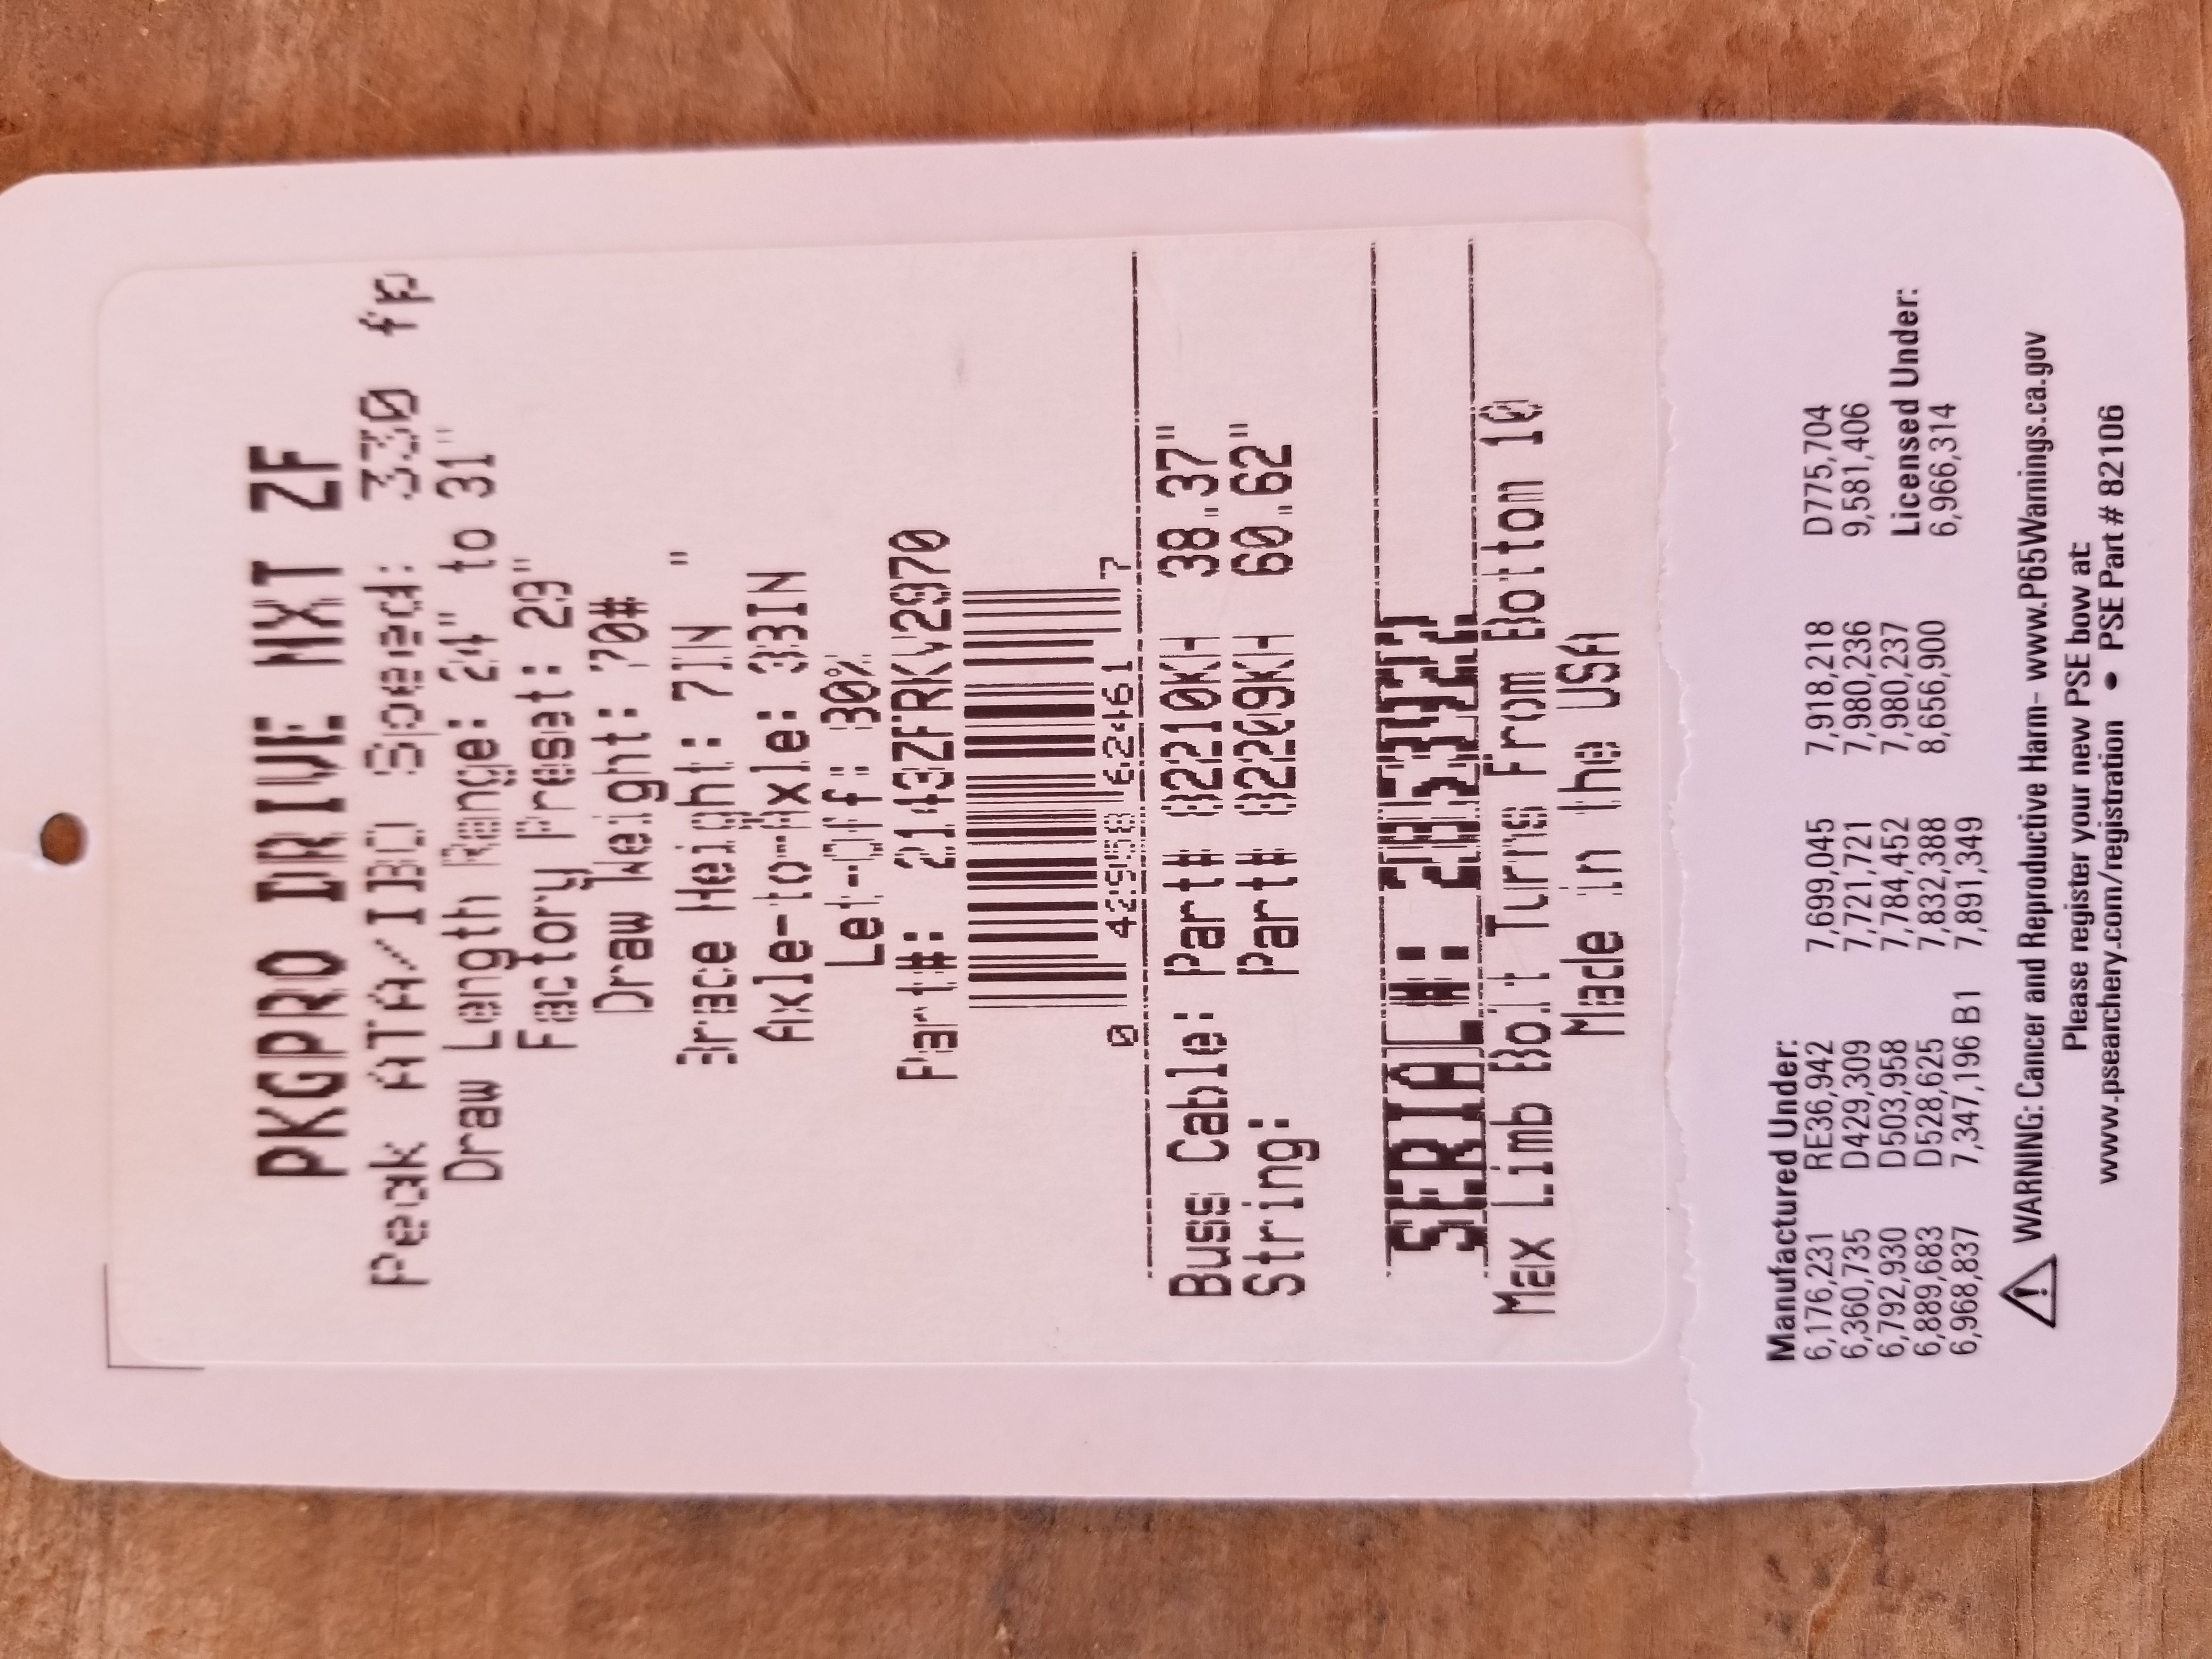 PKGPRO DRIVE NXT ZF
Peak ATA/IBO Speed: 330 fp
Draw Length Range: 24" to 31"
Factory Preset: 29"
Draw Weight: 70#
Brace Height: 7IN "
Axle-to-Axle: 33IN
Let-Off: 80%
Part#: 2143ZFRKV2970
0 42958 62461 7
Buss Cable: Part# 02210KH 38.37"
String: Part# 02209KH 60.62"
SERIAL#:
Max Limb Bolt Turns From Bottom 10
Made in the USA
Manufactured Under:
6,176,231 RE36,942 7,699,045 7,918,218 D775,704
6,360,735 D429,309 7,721,721 7,980,236 9,581,406
6,792,930 D503,958 7,784,452 7,980,237 Licensed Under:
6,889,683 D528,625 7,832,388 8,656,900 6,966,314
6,968,837 7,347,196 B1 7,891,349
WARNING: Cancer and Reproductive Harm- www.P65Warnings.ca.gov
Please register your new PSE bow at:
www.psearchery.com/registration • PSE Part # 82106